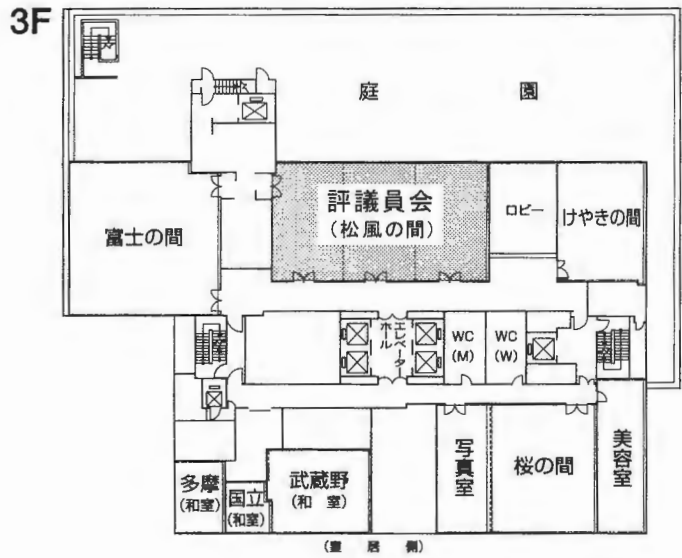 3F
庭園
評議員会
(松風の間)
ロビー
けやきの間
富士の間
エレベーター
ホール
WC
(M)
WC
(W)
写真室
桜の間
美容室
多摩
(和室)
国立
(和室)
武蔵野
(和 室)
(皇 居 側)